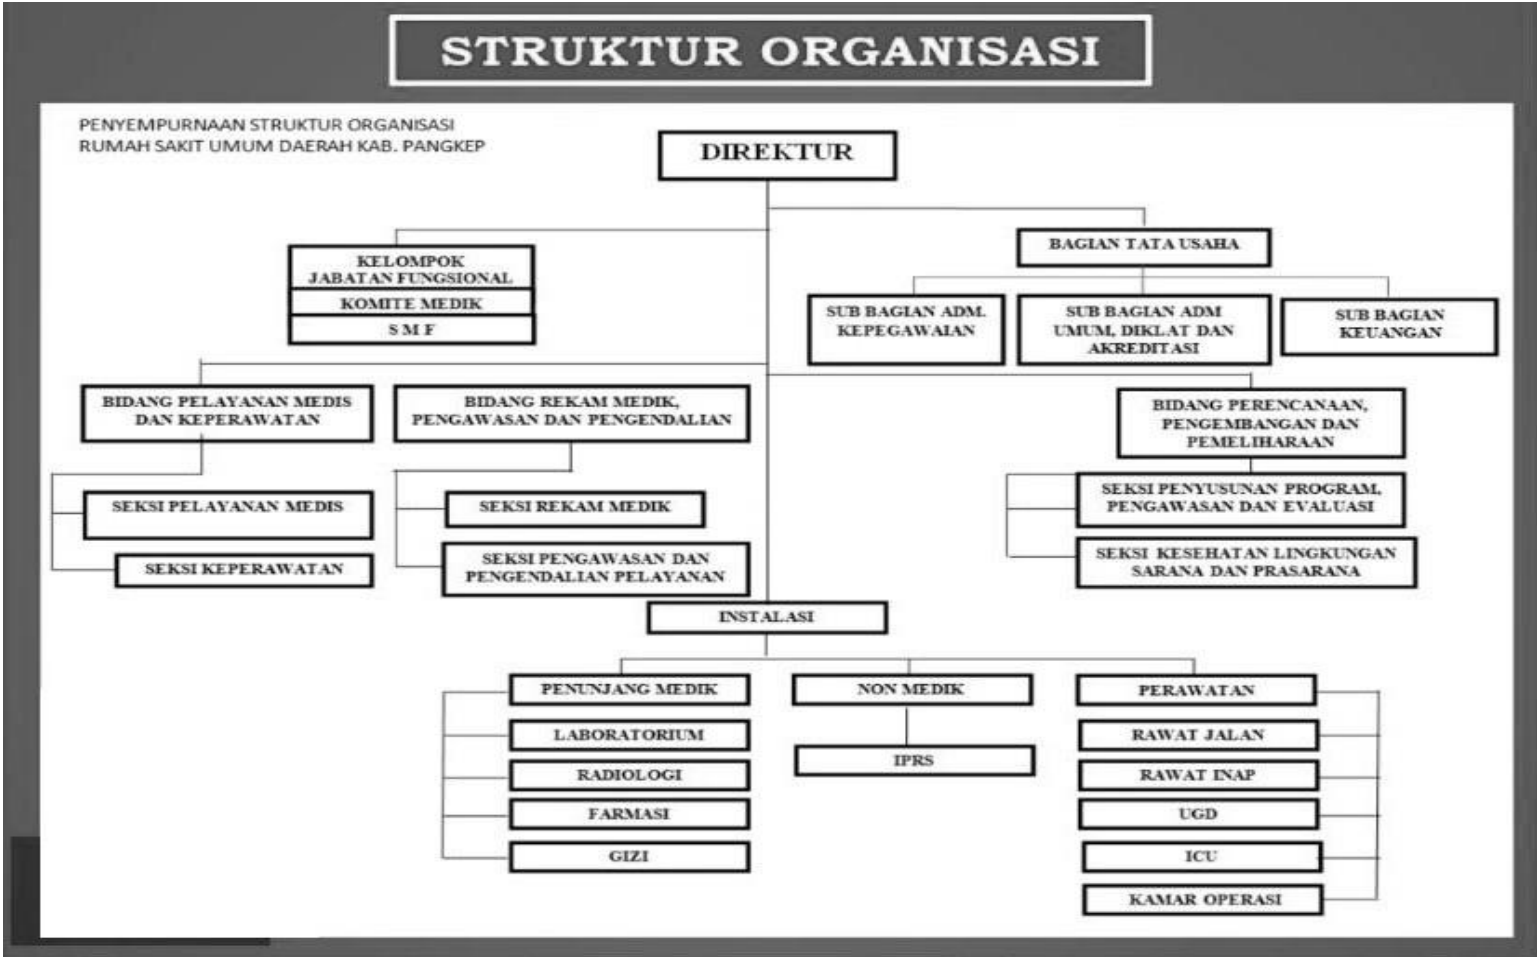 STRUKTUR ORGANISASI
PENYEMPURNAAN STRUKTUR ORGANISASI
RUMAH SAKIT UMUM DAERAH KAB. PANGKEP
DIREKTUR
BAGIAN TATA USAHA
KELOMPOK
JABATAN FUNGSIONAL
KOMITE MEDIK
S M F
SUB BAGIAN ADM.
KEPEGAWAIAN
SUB BAGIAN ADM
UMUM, DIKLAT DAN
AKREDITASI
SUB BAGIAN
KEUANGAN
BIDANG PELAYANAN MEDIS
DAN KEPERAWATAN
BIDANG REKAM MEDIK,
PENGAWASAN DAN PENGENDALIAN
BIDANG PERENCANAAN,
PENGEMBANGAN DAN
PEMELIHARAAN
SEKSI PELAYANAN MEDIS
SEKSI KEPERAWATAN
SEKSI REKAM MEDIK
SEKSI PENGAWASAN DAN
PENGENDALIAN PELAYANAN
SEKSI PENYUSUNAN PROGRAM,
PENGAWASAN DAN EVALUASI
SEKSI KESEHATAN LINGKUNGAN
SARANA DAN PRASARANA
INSTALASI
PENUNJANG MEDIK
LABORATORIUM
RADIOLOGI
FARMASI
GIZI
NON MEDIK
IPRS
PERAWATAN
RAWAT JALAN
RAWAT INAP
UGD
ICU
KAMAR OPERASI